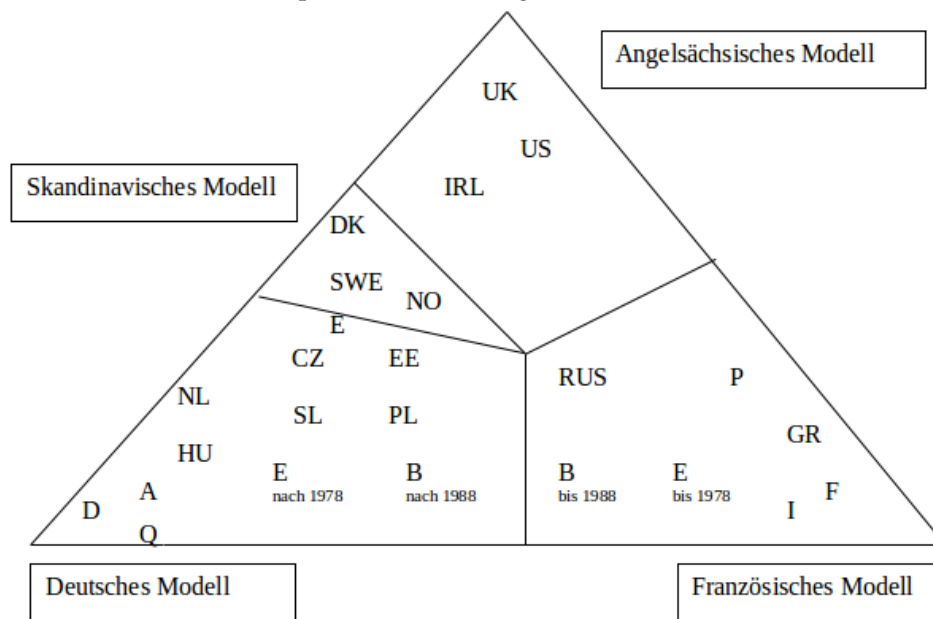 Angelsächsisches Modell
UK
US
Skandinavisches Modell
IRL
DK
SWE
NO
E
CZ EE
RUS P
NL
SL PL
GR
HU
E B B E
nach 1978 nach 1988 bis 1988 bis 1978
A F
D I
Q
Deutsches Modell Französisches Modell